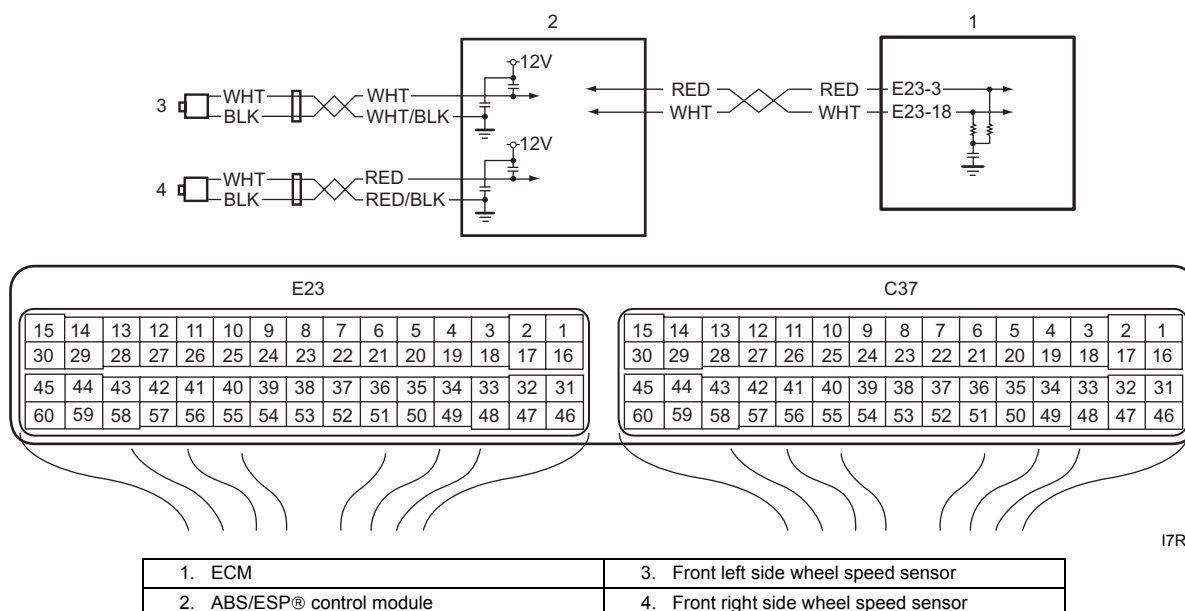 2 1
12V
WHT WHT RED RED E23-3
3
BLK WHT/BLK WHT WHT E23-18
12V
WHT RED
4
BLK RED/BLK
E23 C37
15 14 13 12 11 10 9 8 7 6 5 4 3 2 1 15 14 13 12 11 10 9 8 7 6 5 4 3 2 1
30 29 28 27 26 25 24 23 22 21 20 19 18 17 16 30 29 28 27 26 25 24 23 22 21 20 19 18 17 16
45 44 43 42 41 40 39 38 37 36 35 34 33 32 31 45 44 43 42 41 40 39 38 37 36 35 34 33 32 31
60 59 58 57 56 55 54 53 52 51 50 49 48 47 46 60 59 58 57 56 55 54 53 52 51 50 49 48 47 46
I7R
1. ECM 3. Front left side wheel speed sensor
2. ABS/ESP® control module 4. Front right side wheel speed sensor